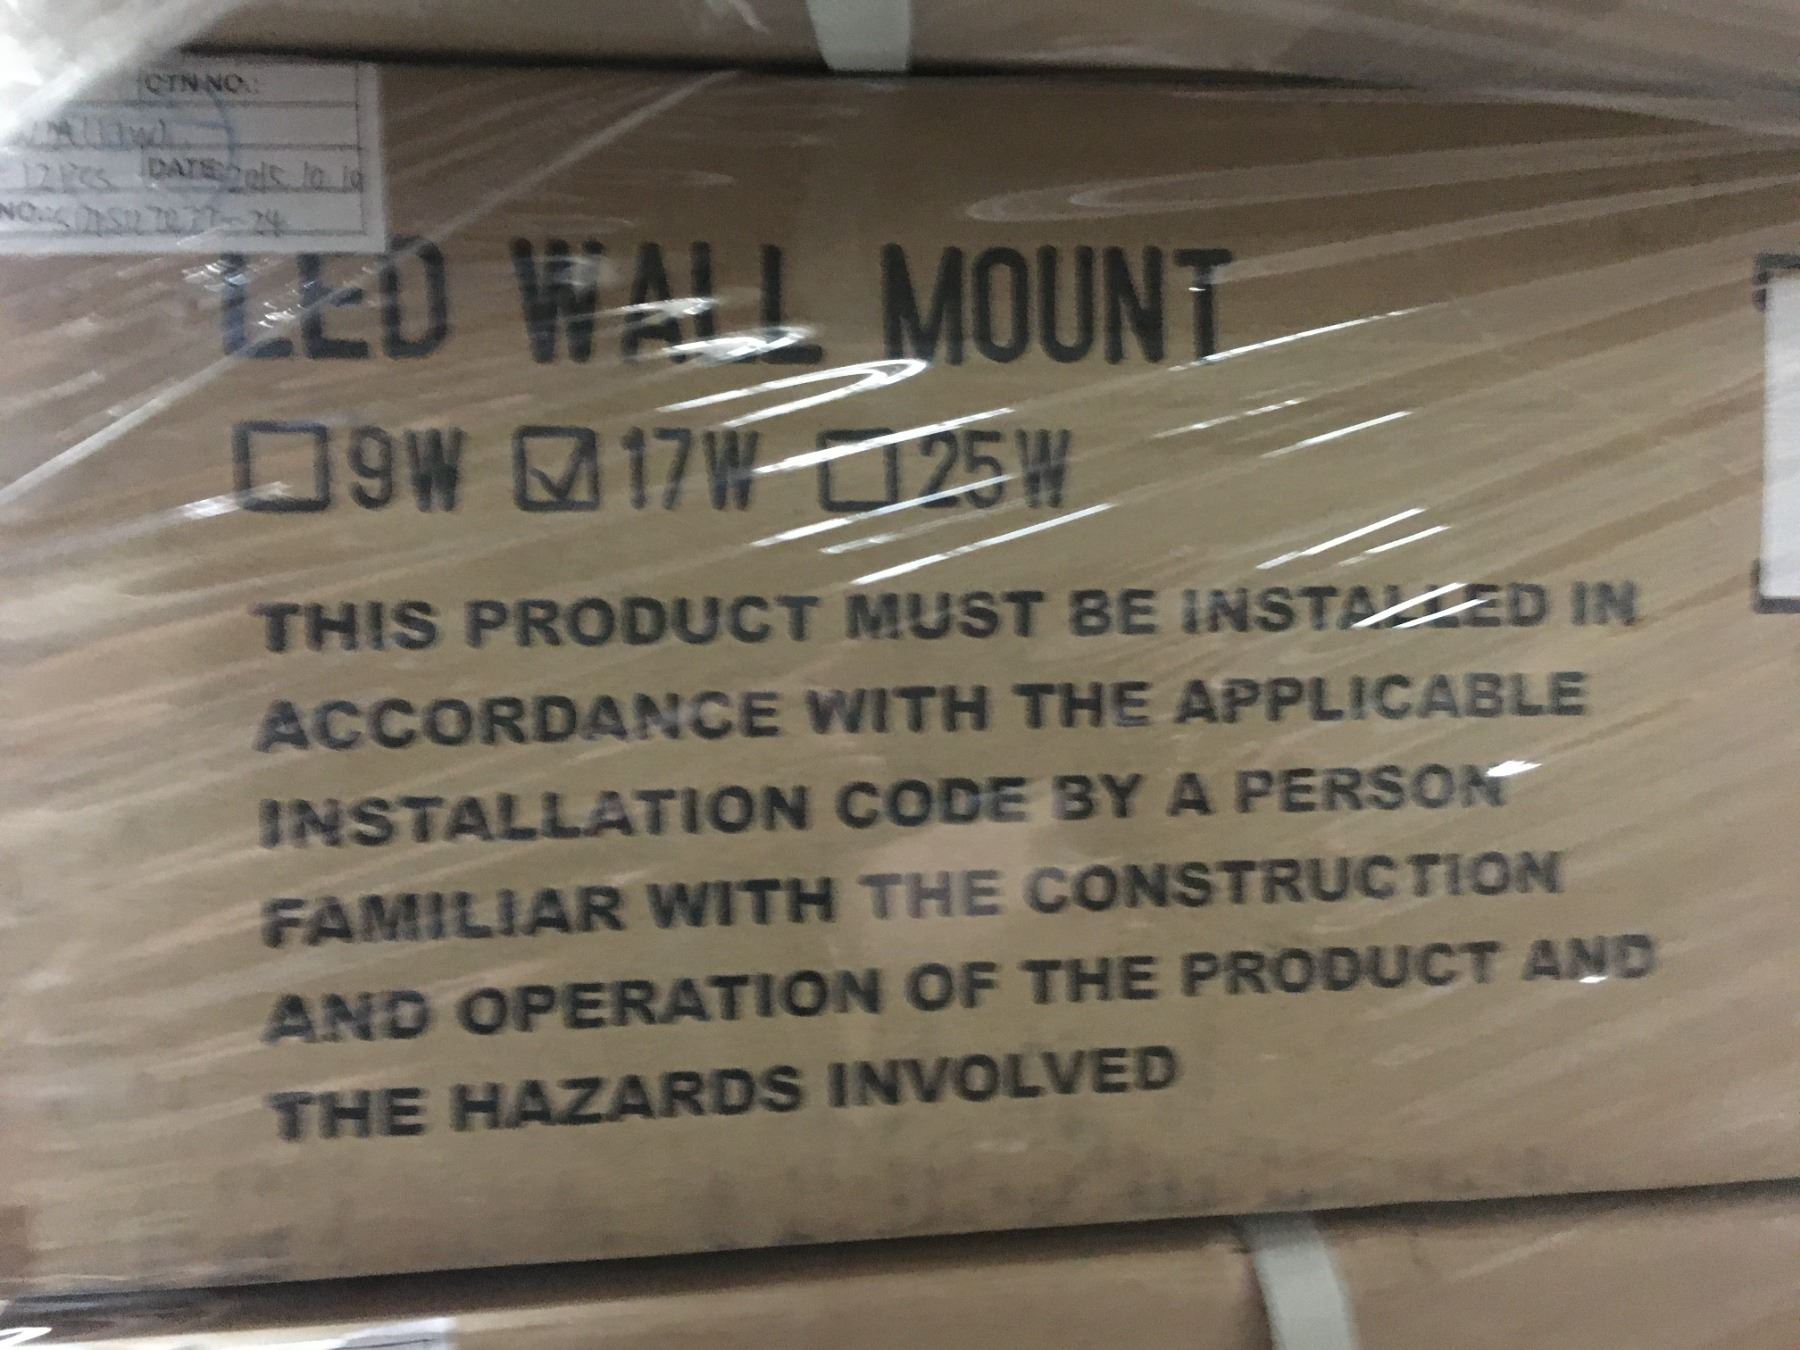 CTN NO.:
12Pcs DATE: 2015.10.19
NO.:
LED WALL MOUNT
☐9W ☑17W ☐25W
THIS PRODUCT MUST BE INSTALLED IN
ACCORDANCE WITH THE APPLICABLE
INSTALLATION CODE BY A PERSON
FAMILIAR WITH THE CONSTRUCTION
AND OPERATION OF THE PRODUCT AND
THE HAZARDS INVOLVED